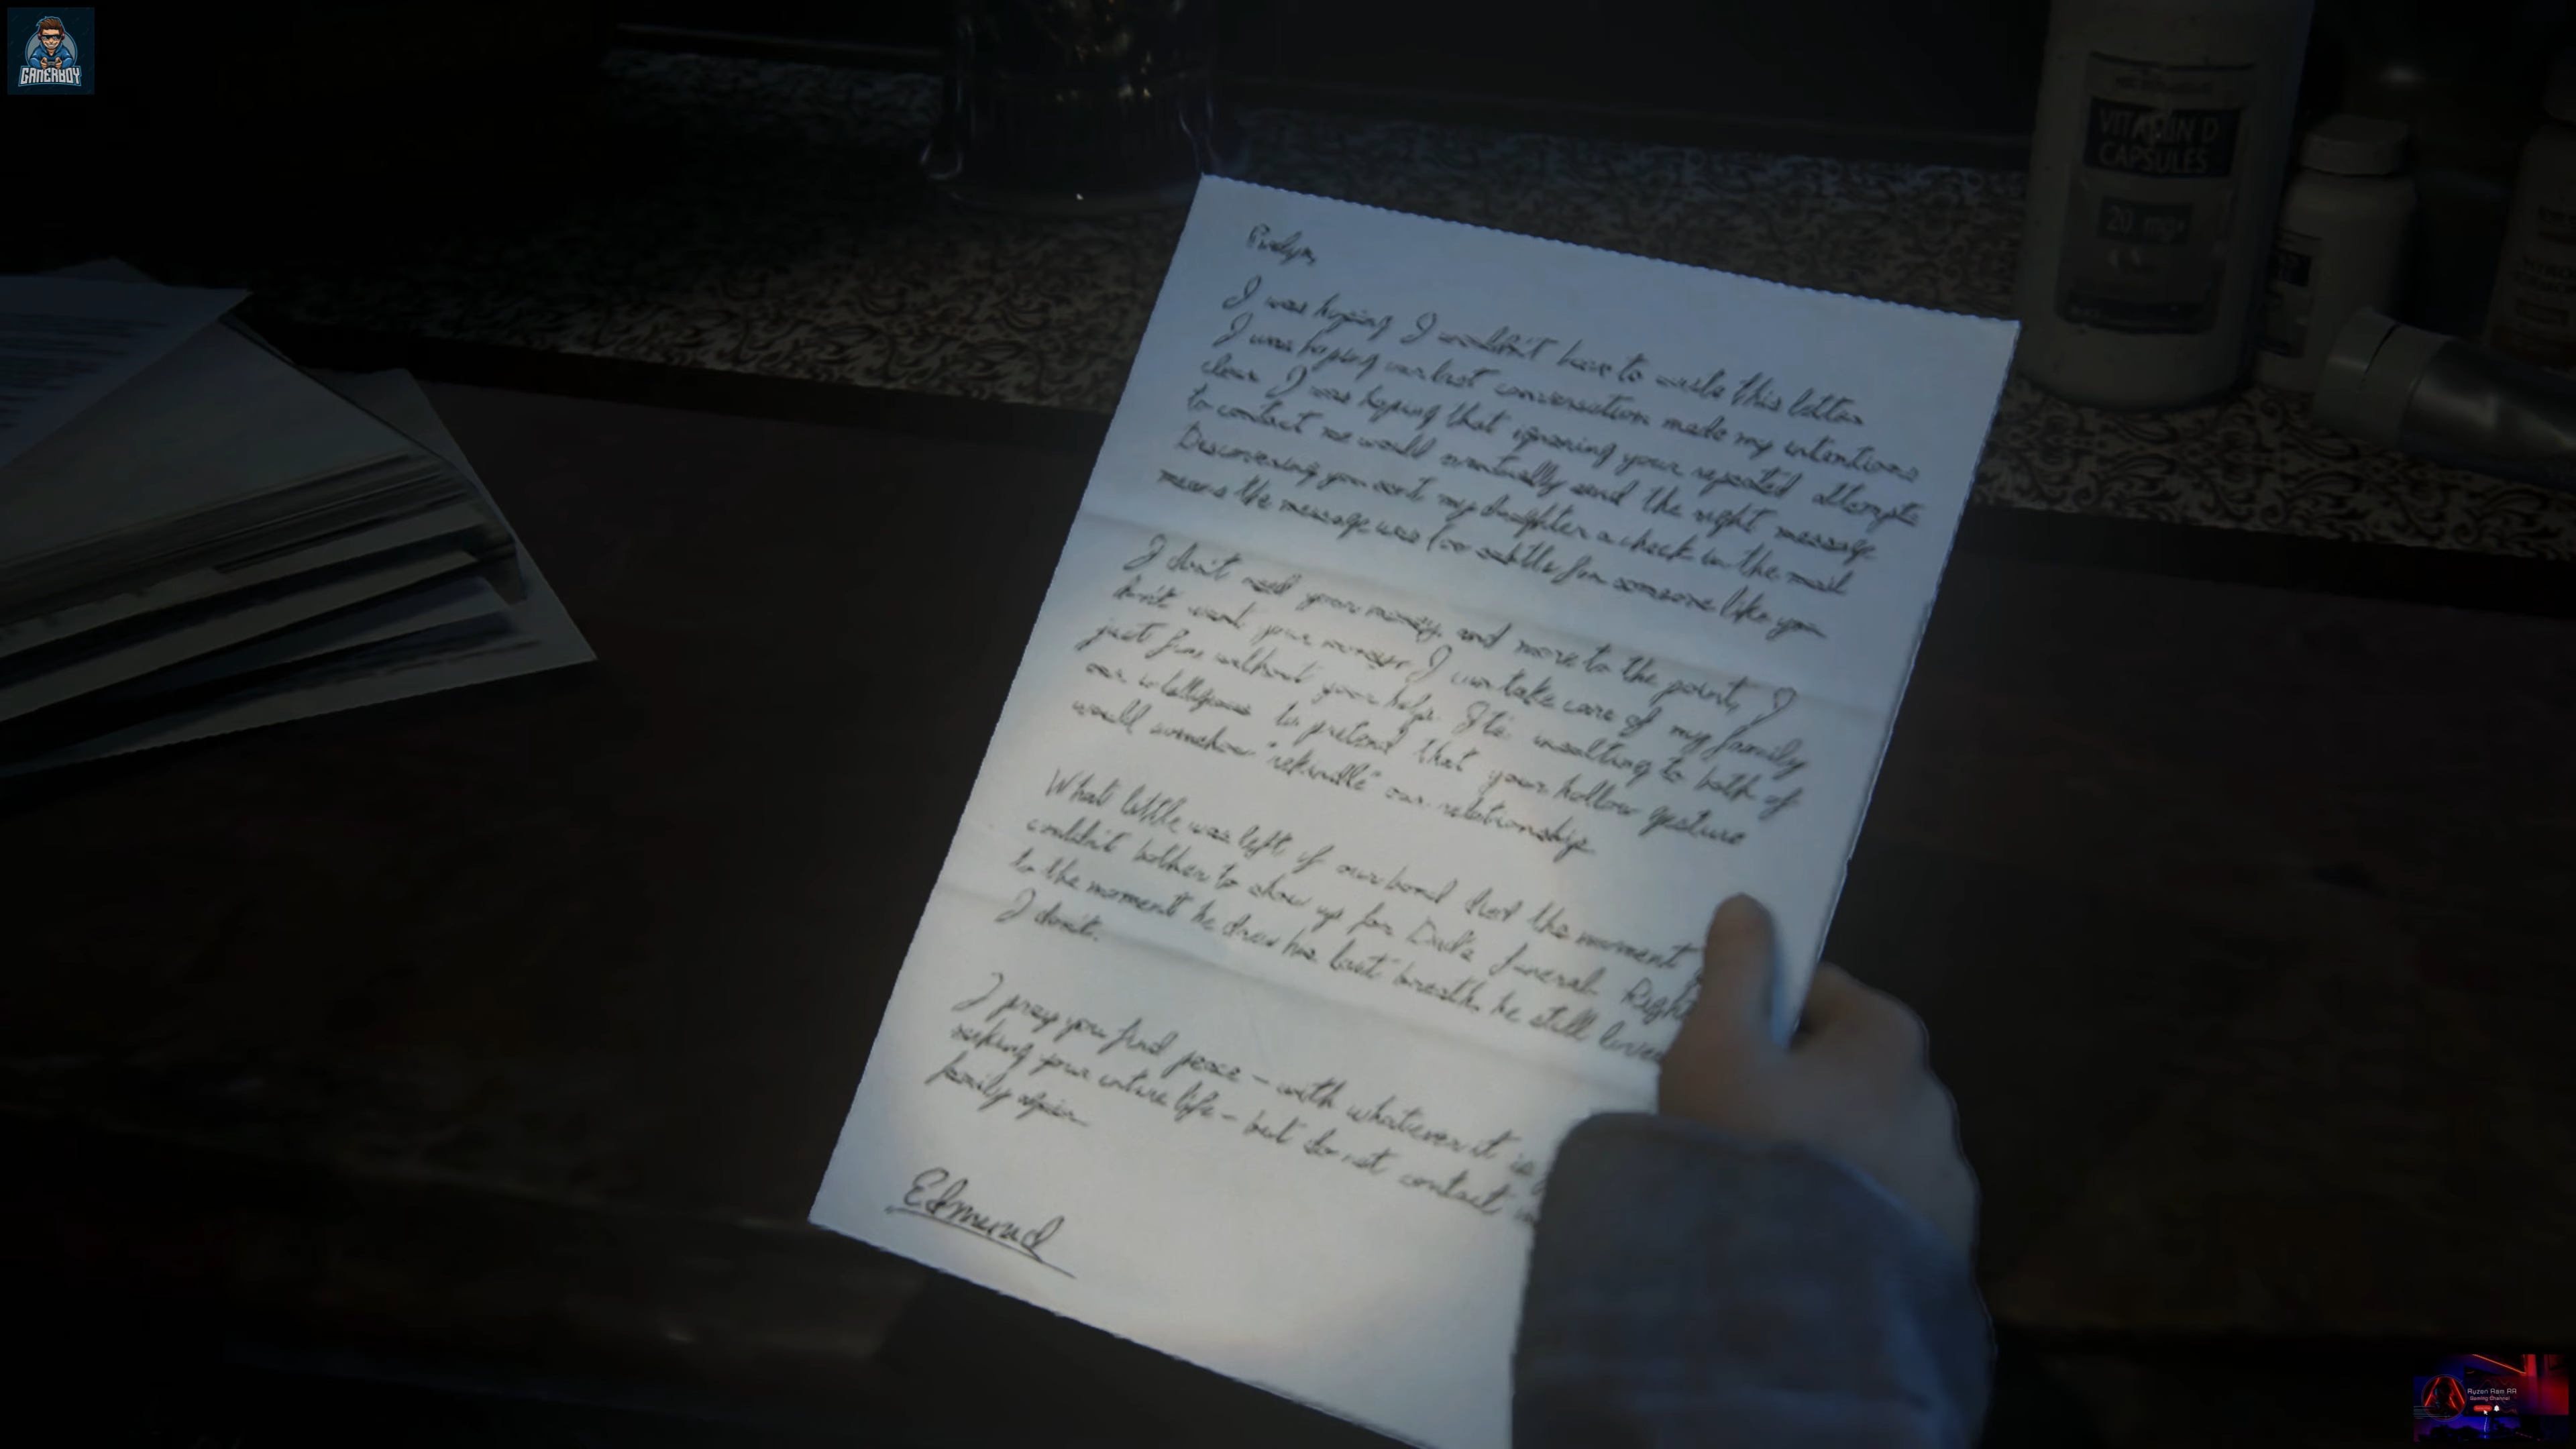 GAMERBOY
VITAMIN D
CAPSULES
20 mg
Evelyn,
I was hoping I wouldn't have to write this letter.
I was hoping our last conversation made my intentions
clear. I was hoping that ignoring your repeated attempts
to contact me would eventually send the right message.
Discovering you sent my daughter a check in the mail
means the message was too subtle for someone like you.
I don't need your money, and more to the point, I
don't want your money. I can take care of my family
just fine without your help. It's insulting to both of
our intelligence to pretend that your hollow gesture
would somehow "rekindle" our relationship.
What little was left of our bond died the moment
couldn't bother to show up for Dad's funeral. Right
to the moment he drew his last breath, he still loved
I don't.
I pray you find peace - with whatever it is
seeking your entire life - but do not contact
family again.
Edmund
Ryzen Asm RA
Gaming Channel